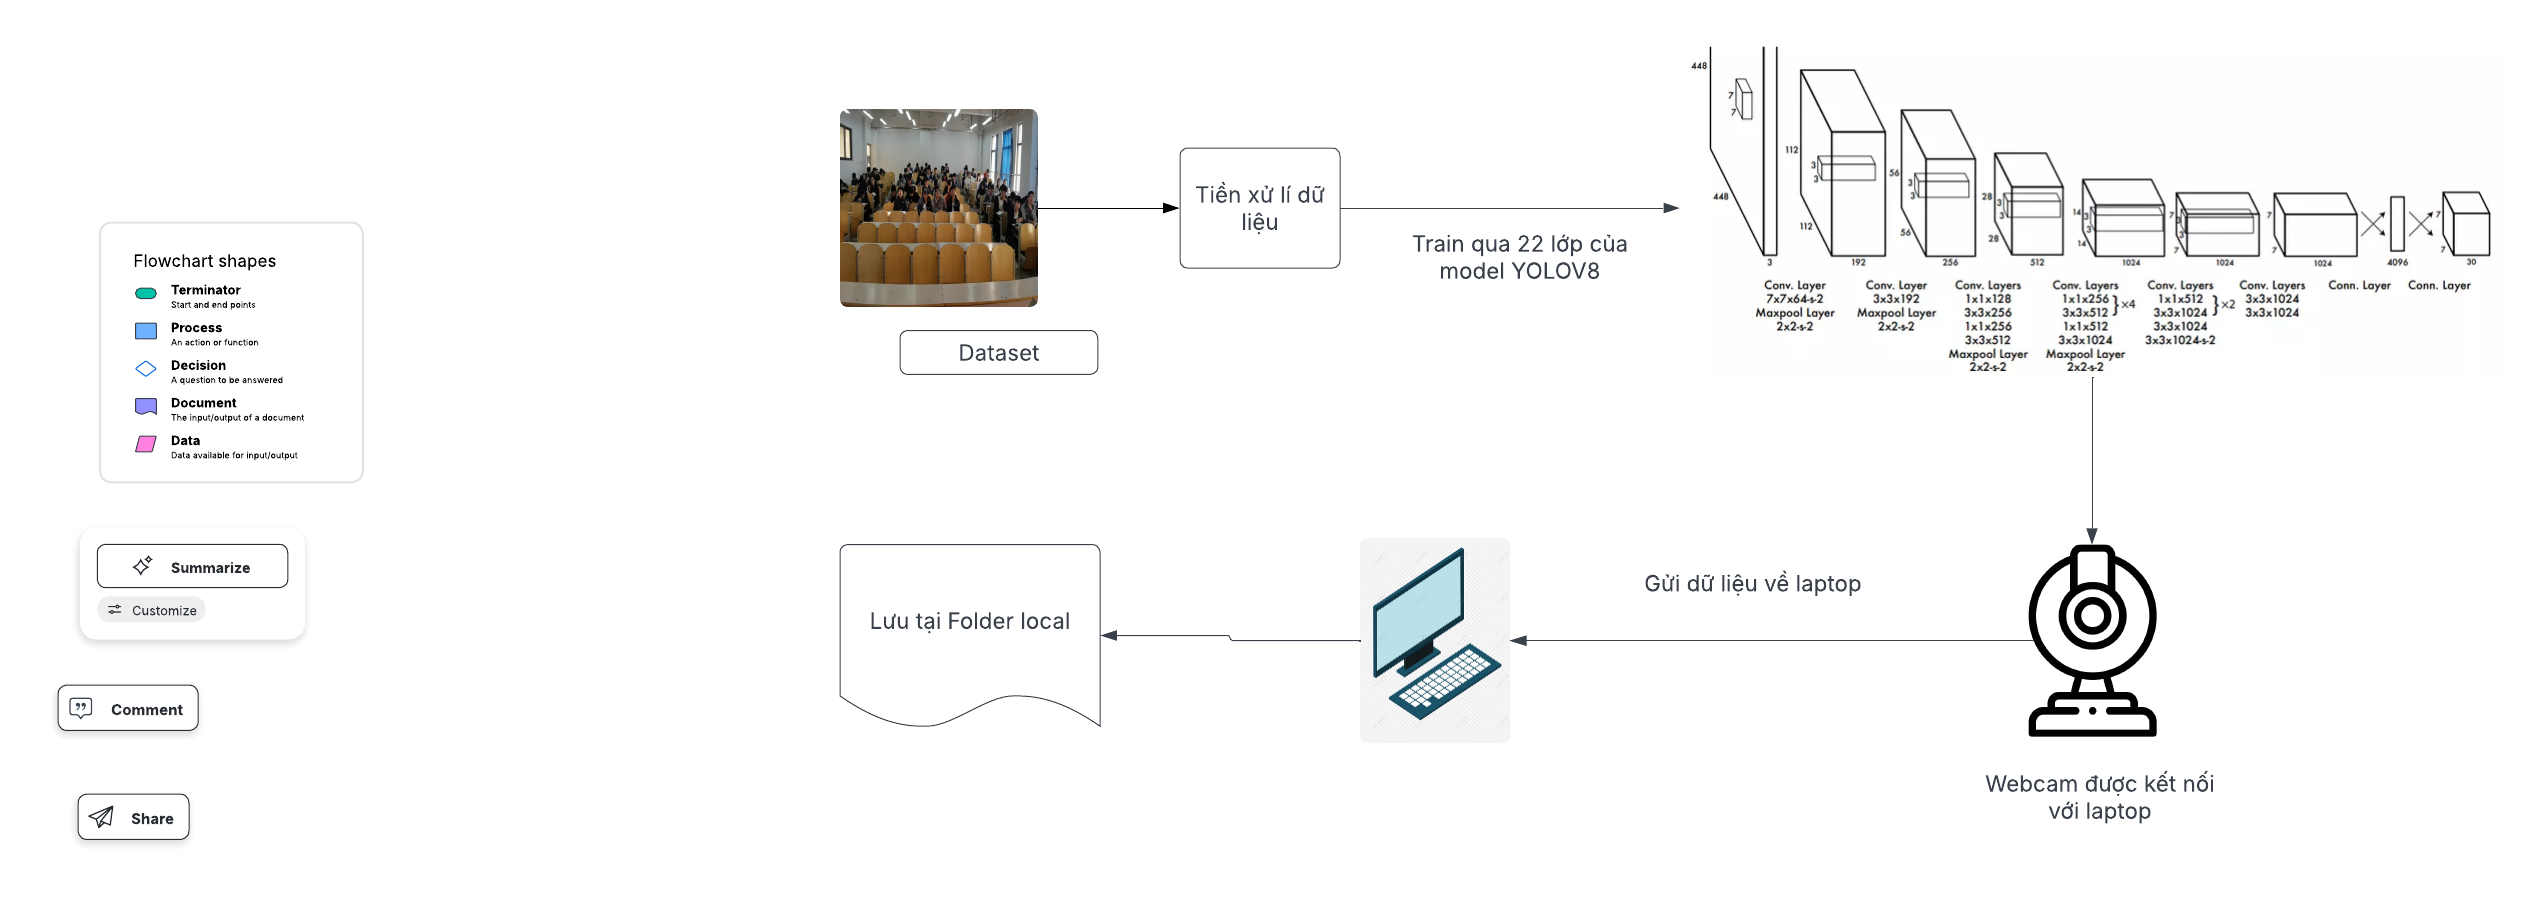 Flowchart shapes
Terminator
Start and end points
Process
An action or function
Decision
A question to be answered
Document
The input/output of a document
Data
Data available for input/output
Summarize
Customize
Comment
Share
Dataset
Tiền xử lí dữ
liệu
Train qua 22 lớp của
model YOLOV8
448
448
7
7
3
112
112
3
3
192
56
56
3
3
256
28
28
3
3
512
14
14
3
3
1024
7
7
3
3
1024
7
7
1024
4096
7
7
30
Conv. Layer
7x7x64-s-2
Maxpool Layer
2x2-s-2
Conv. Layer
3x3x192
Maxpool Layer
2x2-s-2
Conv. Layers
1x1x128
3x3x256
1x1x256
3x3x512
Maxpool Layer
2x2-s-2
Conv. Layers
1x1x256
3x3x512 } x4
1x1x512
3x3x1024
Maxpool Layer
2x2-s-2
Conv. Layers
1x1x512
3x3x1024 } x2
3x3x1024
3x3x1024-s-2
Conv. Layers
3x3x1024
3x3x1024
Conn. Layer
Conn. Layer
Webcam được kết nối
với laptop
Gửi dữ liệu về laptop
Lưu tại Folder local